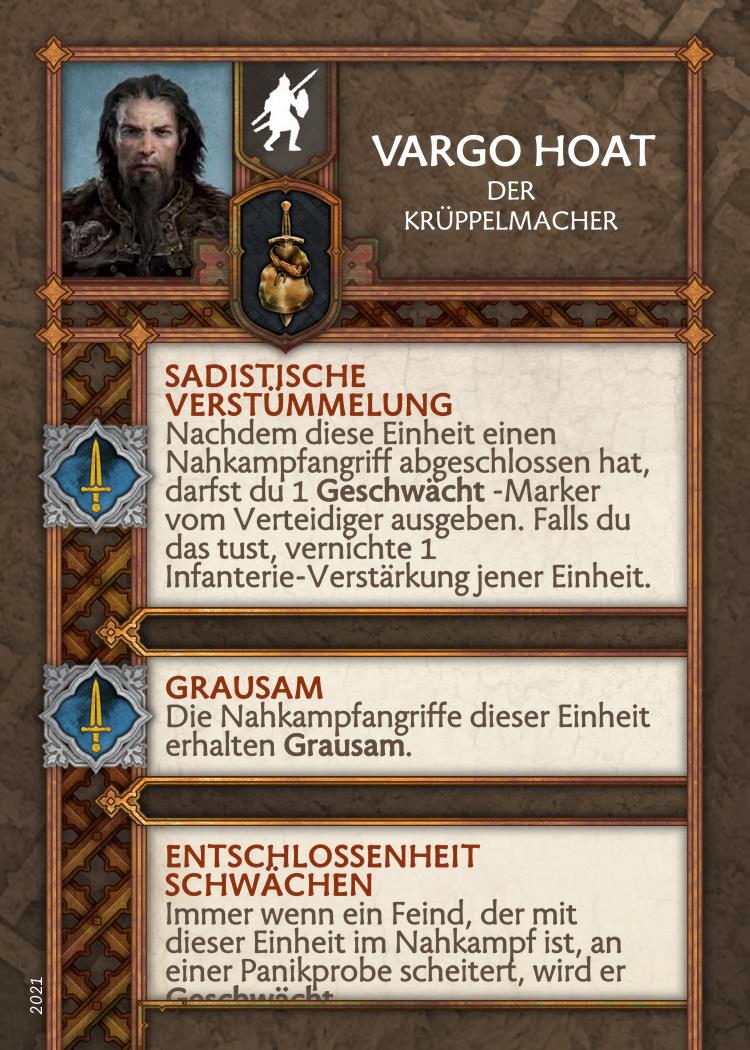 VARGO HOAT
DER
KRÜPPELMACHER
SADISTISCHE
VERSTÜMMELUNG
Nachdem diese Einheit einen
Nahkampfangriff abgeschlossen hat,
darfst du 1 Geschwächt -Marker
vom Verteidiger ausgeben. Falls du
das tust, vernichte 1
Infanterie-Verstärkung jener Einheit.
GRAUSAM
Die Nahkampfangriffe dieser Einheit
erhalten Grausam.
ENTSCHLOSSENHEIT
SCHWÄCHEN
Immer wenn ein Feind, der mit
dieser Einheit im Nahkampf ist, an
einer Panikprobe scheitert, wird er
Geschwächt.
2021